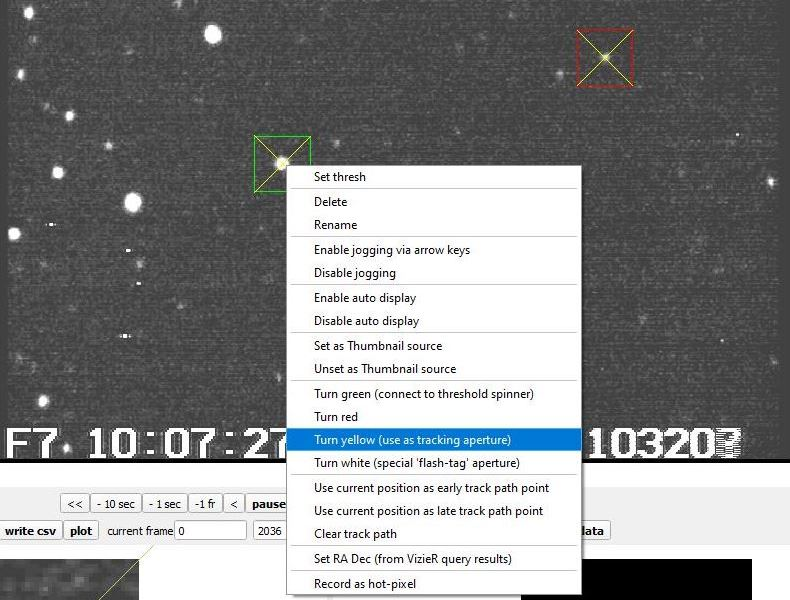 Set thresh
Delete
Rename
Enable jogging via arrow keys
Disable jogging
Enable auto display
Disable auto display
Set as Thumbnail source
Unset as Thumbnail source
Turn green (connect to threshold spinner)
Turn red
Turn yellow (use as tracking aperture)
Turn white (special 'flash-tag' aperture)
F7 10:07:27 10320
Use current position as early track path point
Use current position as late track path point
Clear track path
Set RA Dec (from VizieR query results)
Record as hot-pixel
<< - 10 sec - 1 sec -1 fr < pause
write csv plot current frame 0 2036